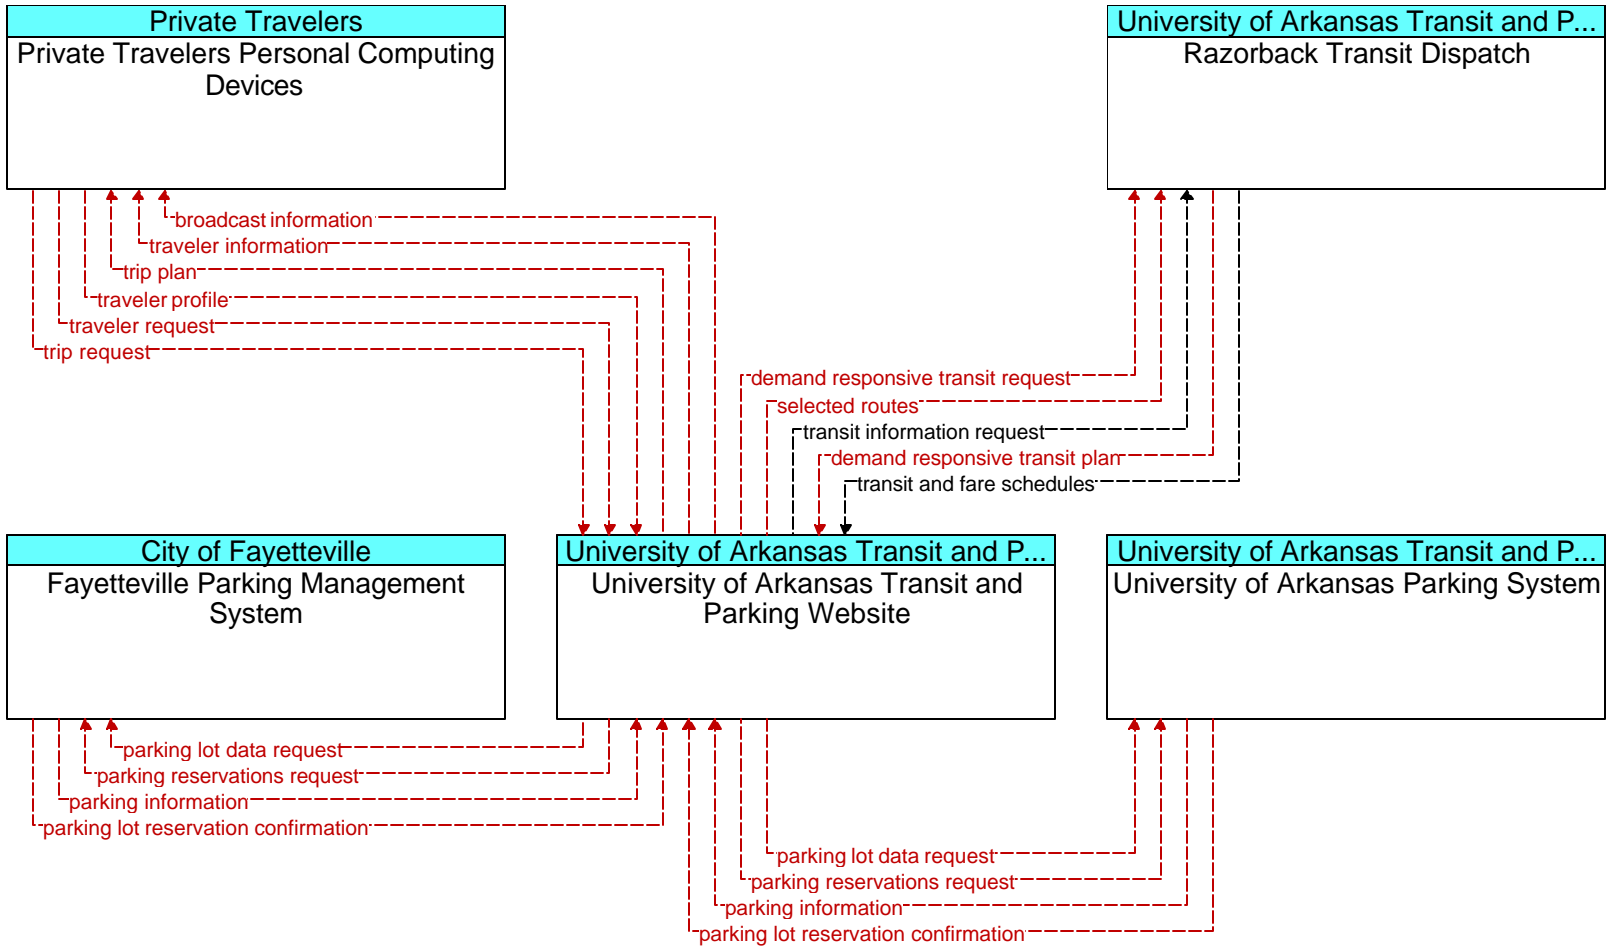 Private Travelers
Private Travelers Personal Computing
Devices
University of Arkansas Transit and P...
Razorback Transit Dispatch
broadcast information
traveler information
trip plan
traveler profile
traveler request
trip request
demand responsive transit request
selected routes
transit information request
demand responsive transit plan
transit and fare schedules
City of Fayetteville
Fayetteville Parking Management
System
University of Arkansas Transit and P...
University of Arkansas Transit and
Parking Website
University of Arkansas Transit and P...
University of Arkansas Parking System
parking lot data request
parking reservations request
parking information
parking lot reservation confirmation
parking lot data request
parking reservations request
parking information
parking lot reservation confirmation